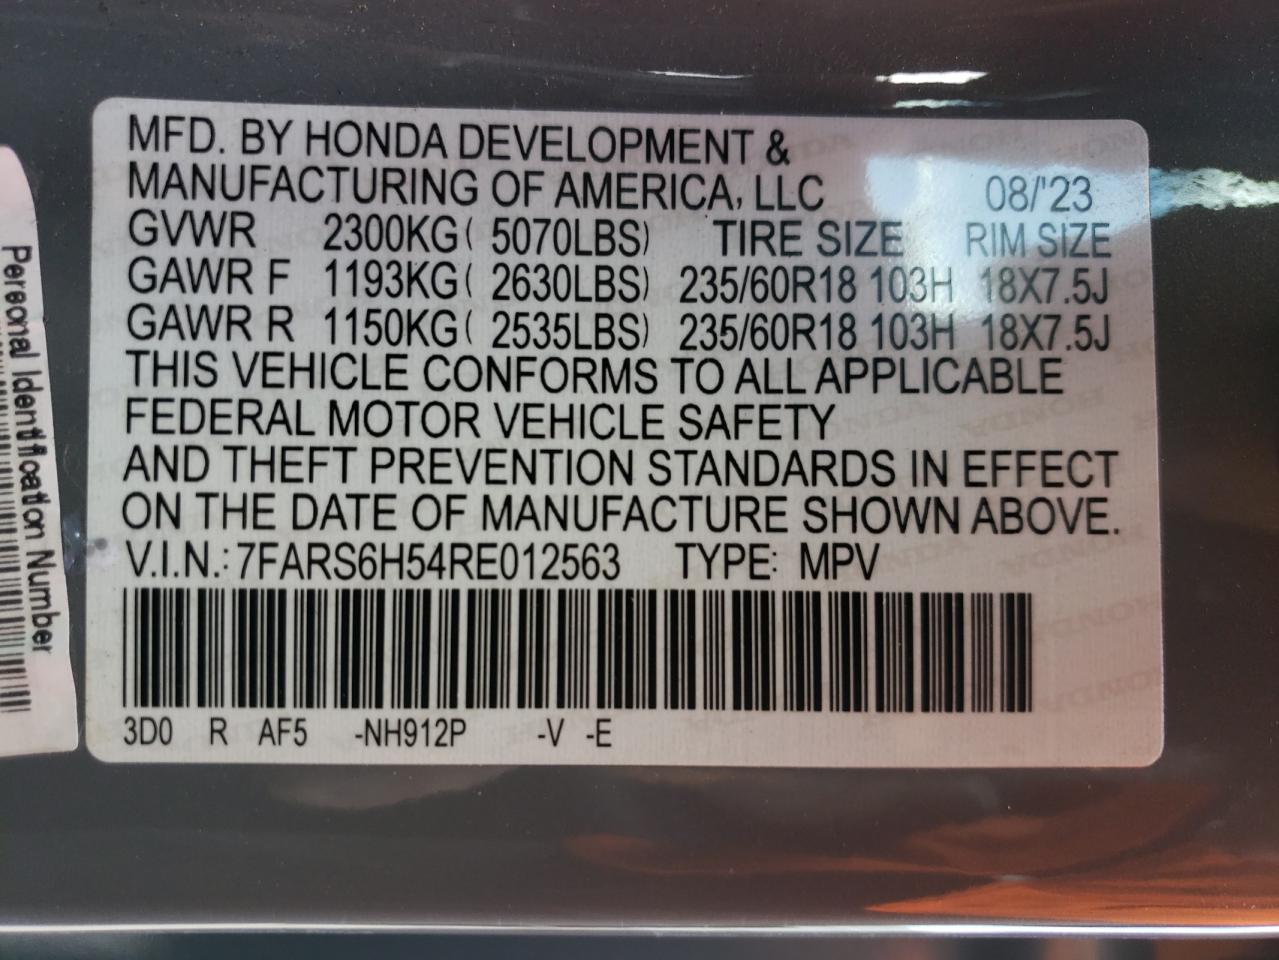 MFD. BY HONDA DEVELOPMENT &
MANUFACTURING OF AMERICA, LLC 08/'23
GVWR 2300KG( 5070LBS) TIRE SIZE RIM SIZE
GAWR F 1193KG( 2630LBS) 235/60R18 103H 18X7.5J
GAWR R 1150KG( 2535LBS) 235/60R18 103H 18X7.5J
THIS VEHICLE CONFORMS TO ALL APPLICABLE
FEDERAL MOTOR VEHICLE SAFETY
AND THEFT PREVENTION STANDARDS IN EFFECT
ON THE DATE OF MANUFACTURE SHOWN ABOVE.
V.I.N.: 7FARS6H54RE012563 TYPE: MPV
3D0 R AF5 -NH912P -V -E
Personal Identification Number